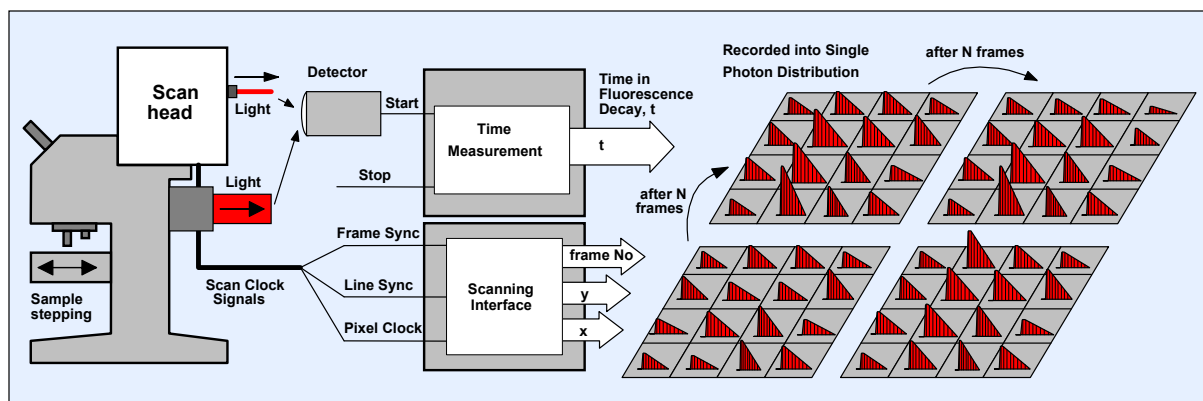 Scan
head
Light
Detector
Start
Time
Measurement
Time in
Fluorescence
Decay, t
t
Stop
Recorded into Single
Photon Distribution
after N frames
after N
frames
Light
Sample
stepping
Scan Clock
Signals
Frame Sync
Line Sync
Pixel Clock
Scanning
Interface
frame No
y
x